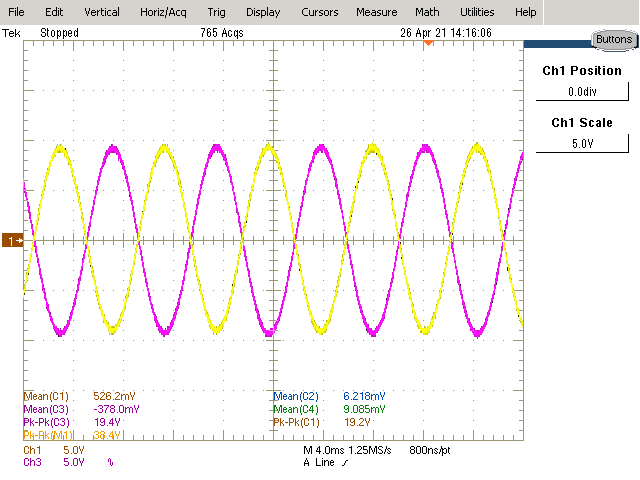 File Edit Vertical Horiz/Acq Trig Display Cursors Measure Math Utilities Help
Tek Stopped 765 Acqs 26 Apr 21 14:16:06
Buttons
Ch1 Position
0.0div
Ch1 Scale
5.0V
1
Mean(C1) 526.2mV Mean(C2) 6.218mV
Mean(C3) -378.0mV Mean(C4) 9.085mV
Pk-Pk(C3) 19.4V Pk-Pk(C1) 19.2V
Pk-Pk(M1) 38.4V
Ch1 5.0V M 4.0ms 1.25MS/s 800ns/pt
Ch3 5.0V % A Line